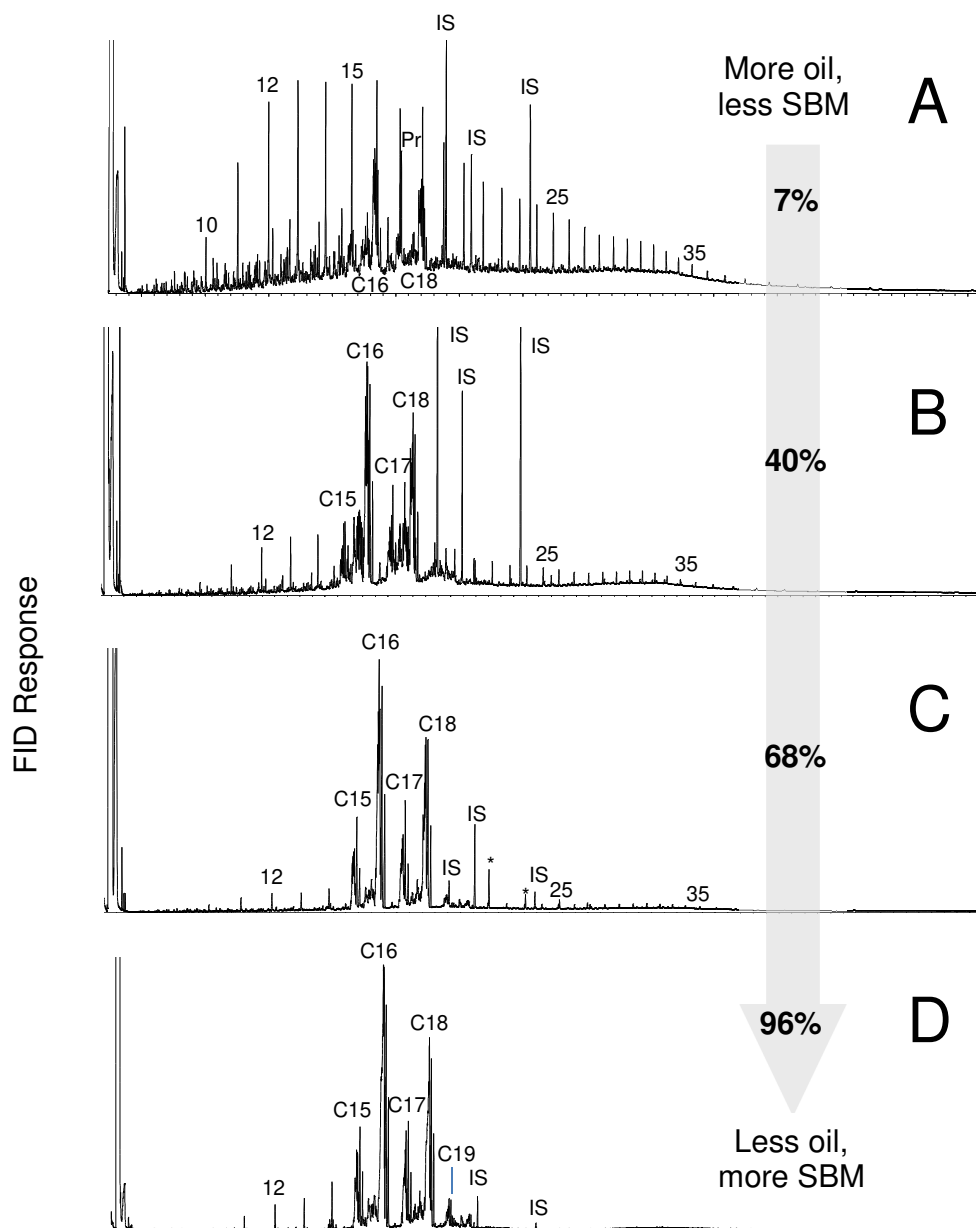 IS
12
15
More oil,
less SBM
A
Pr
IS
IS
7%
25
10
35
C16
C18
IS
IS
C16
IS
B
C18
40%
C17
C15
12
25
35
FID Response
C16
C18
C
68%
C15
C17
IS
IS
*
12
*
IS
25
35
C16
D
C18
96%
C15
C17
Less oil,
more SBM
C19
IS
12
IS